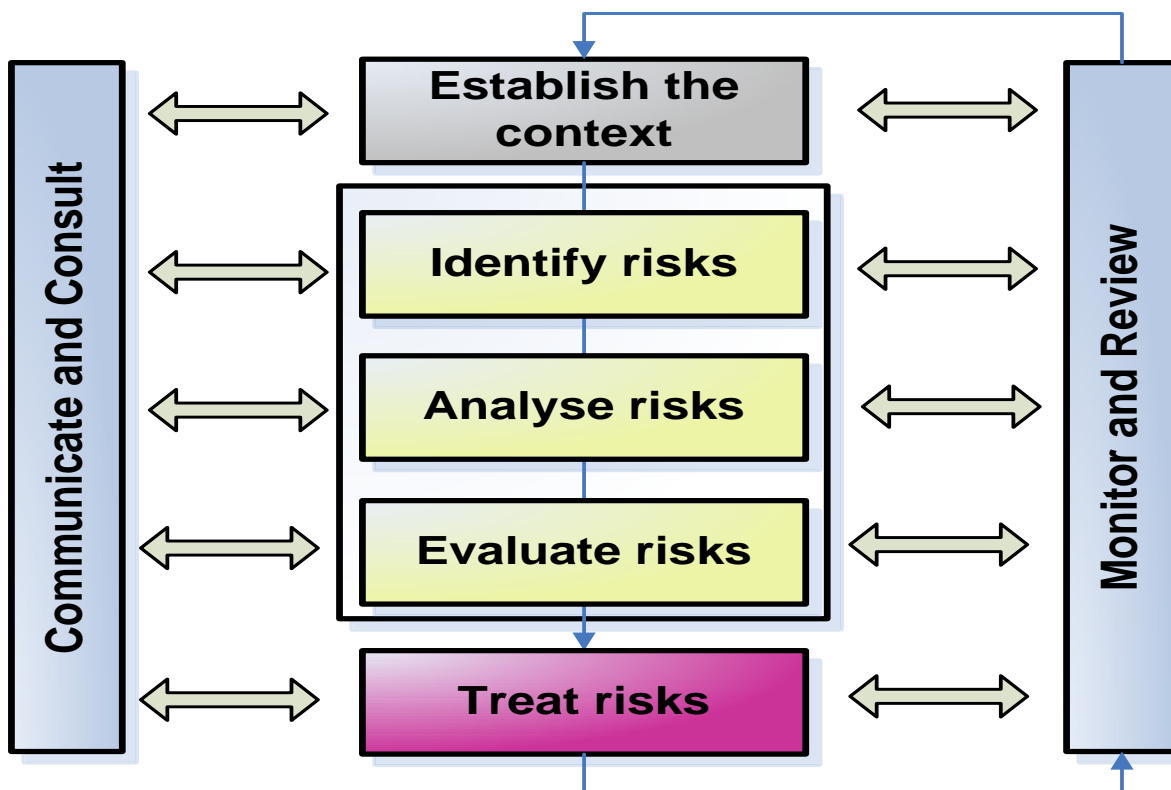 Communicate and Consult
Establish the
context
Identify risks
Analyse risks
Evaluate risks
Treat risks
Monitor and Review